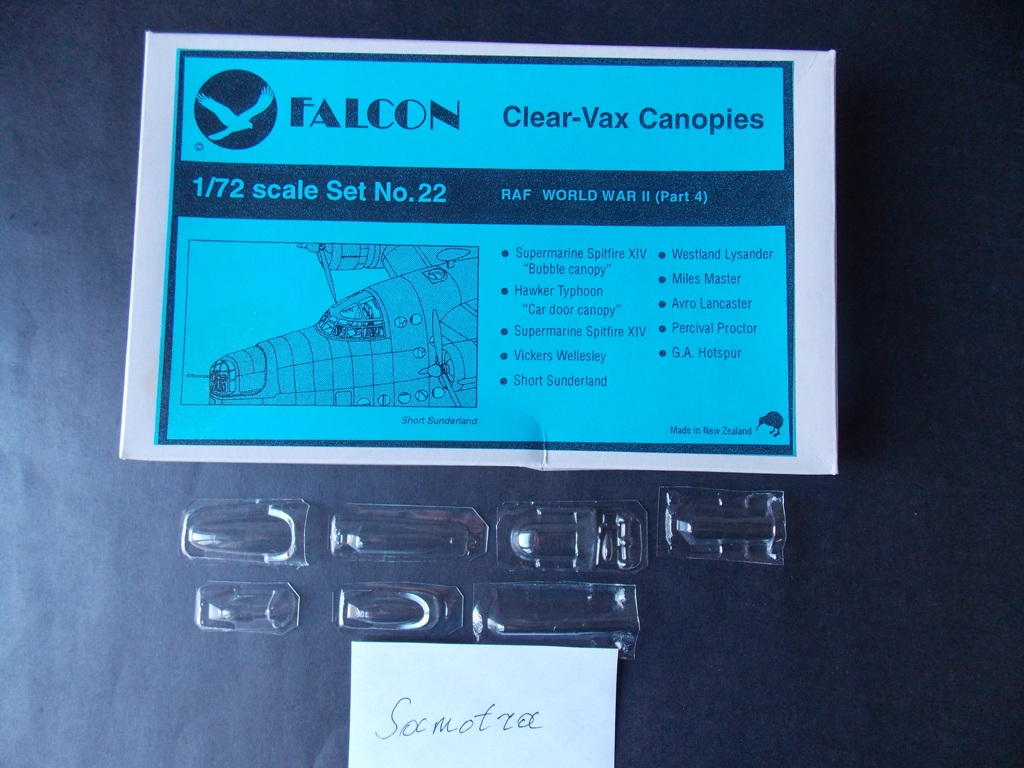 FALCON
Clear-Vax Canopies
©
1/72 scale Set No. 22
RAF WORLD WAR II (Part 4)
Supermarine Spitfire XIV
"Bubble canopy"
Hawker Typhoon
"Car door canopy"
Supermarine Spitfire XIV
Vickers Wellesley
Short Sunderland
Westland Lysander
Miles Master
Avro Lancaster
Percival Proctor
G.A. Hotspur
Short Sunderland
Made in New Zealand
Samotxa